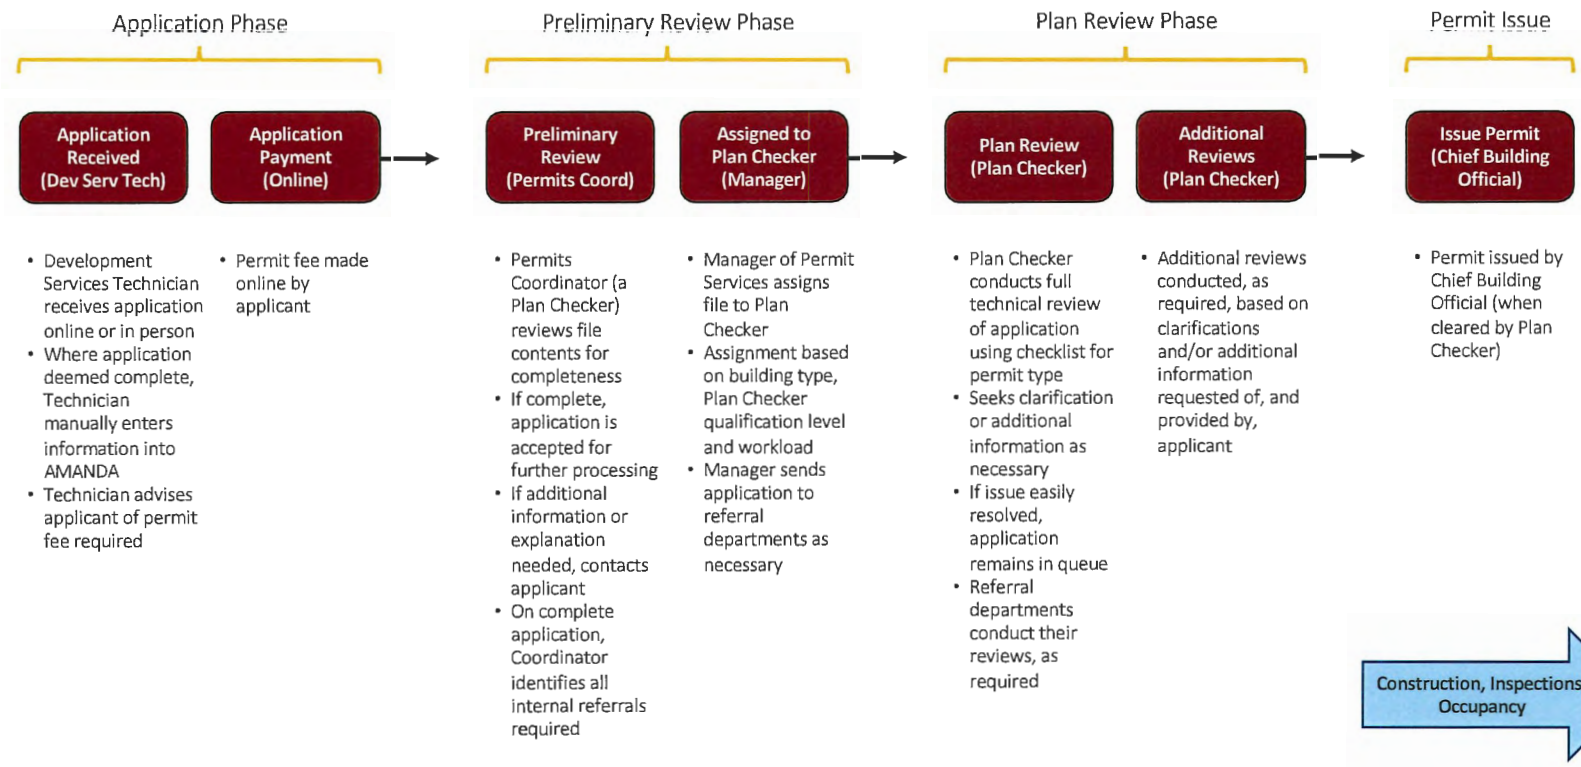 Application Phase
Preliminary Review Phase
Plan Review Phase
Permit Issue
Application
Received
(Dev Serv Tech)
Application
Payment
(Online)
Preliminary
Review
(Permits Coord)
Assigned to
Plan Checker
(Manager)
Plan Review
(Plan Checker)
Additional
Reviews
(Plan Checker)
Issue Permit
(Chief Building
Official)
• Development
Services Technician
receives application
online or in person
• Where application
deemed complete,
Technician
manually enters
information into
AMANDA
• Technician advises
applicant of permit
fee required
• Permit fee made
online by
applicant
• Permits
Coordinator (a
Plan Checker)
reviews file
contents for
completeness
• If complete,
application is
accepted for
further processing
• If additional
information or
explanation
needed, contacts
applicant
• On complete
application,
Coordinator
identifies all
internal referrals
required
• Manager of Permit
Services assigns
file to Plan
Checker
• Assignment based
on building type,
Plan Checker
qualification level
and workload
• Manager sends
application to
referral
departments as
necessary
• Plan Checker
conducts full
technical review
of application
using checklist for
permit type
• Seeks clarification
or additional
information as
necessary
• If issue easily
resolved,
application
remains in queue
• Referral
departments
conduct their
reviews, as
required
• Additional reviews
conducted, as
required, based on
clarifications
and/or additional
information
requested of, and
provided by,
applicant
• Permit issued by
Chief Building
Official (when
cleared by Plan
Checker)
Construction, Inspections
Occupancy